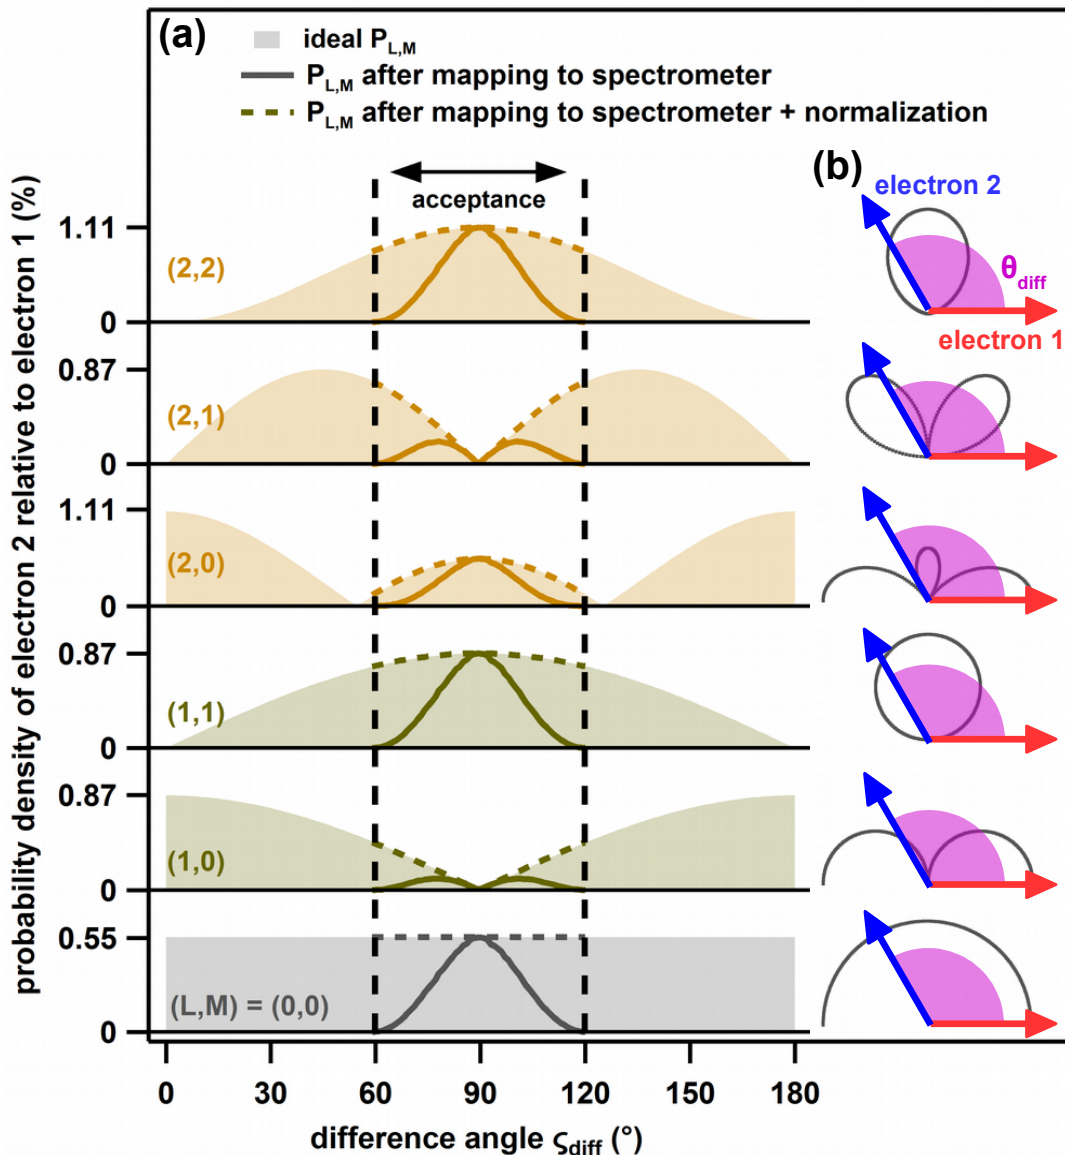 (a)
ideal P_L,M
P_L,M after mapping to spectrometer
P_L,M after mapping to spectrometer + normalization
acceptance
probability density of electron 2 relative to electron 1 (%)
1.11
(2,2)
0
0.87
(2,1)
0
1.11
(2,0)
0
0.87
(1,1)
0
0.87
(1,0)
0
0.55
(L,M) = (0,0)
0
0 30 60 90 120 150 180
difference angle ς_diff (°)
(b)
electron 2
θ_diff
electron 1